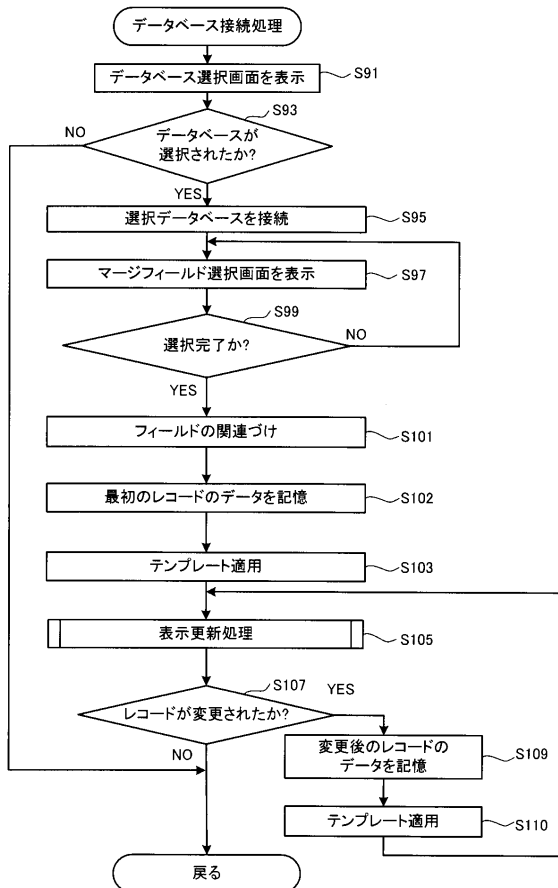 データベース接続処理
データベース選択画面を表示
S91
S93
NO
データベースが
選択されたか?
YES
選択データベースを接続
S95
マージフィールド選択画面を表示
S97
S99
NO
選択完了か?
YES
フィールドの関連づけ
S101
最初のレコードのデータを記憶
S102
テンプレート適用
S103
表示更新処理
S105
S107
YES
レコードが変更されたか?
NO
変更後のレコードの
データを記憶
S109
テンプレート適用
S110
戻る